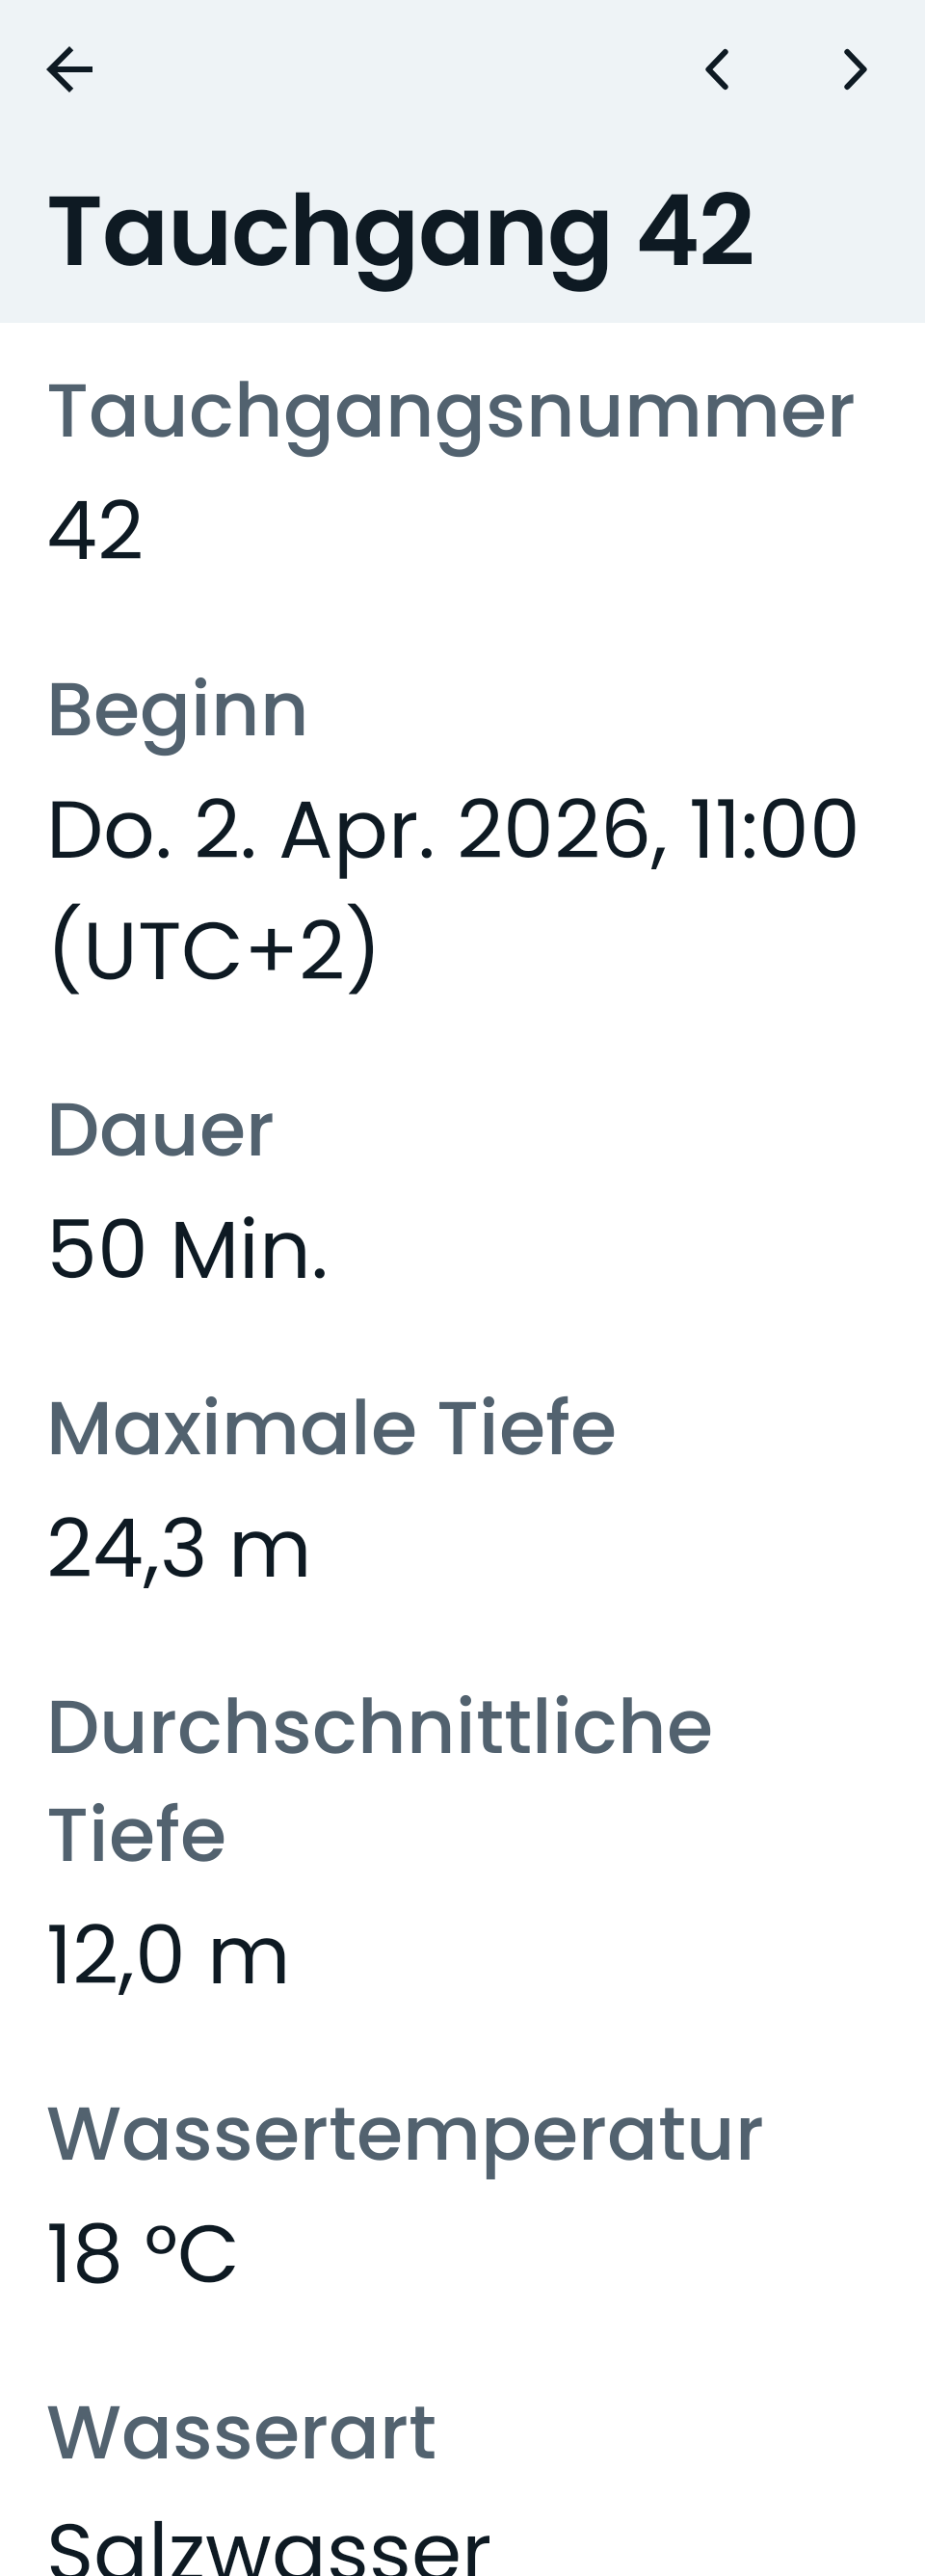 Tauchgang 42
Tauchgangsnummer
42
Beginn
Do. 2. Apr. 2026, 11:00
(UTC+2)
Dauer
50 Min.
Maximale Tiefe
24,3 m
Durchschnittliche
Tiefe
12,0 m
Wassertemperatur
18 °C
Wasserart
Salzwasser